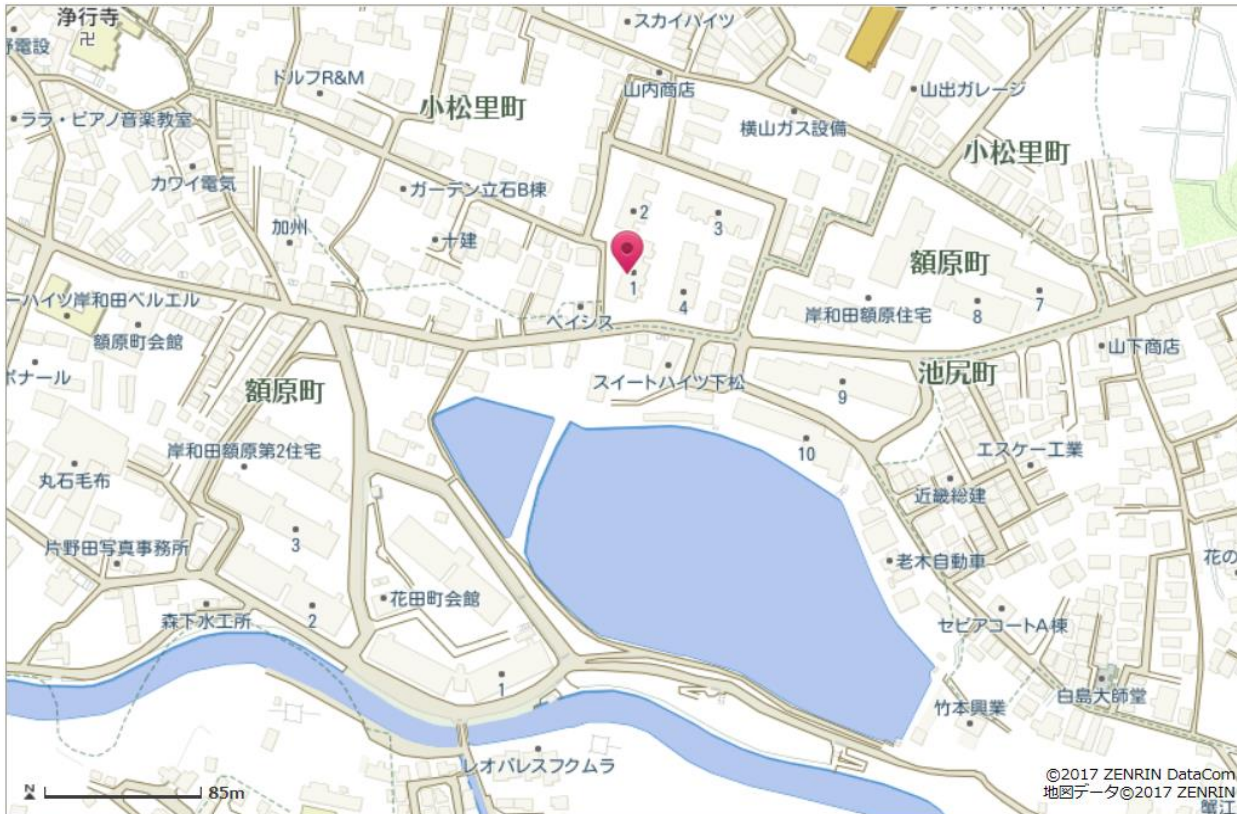 浄行寺
スカイハイツ
野電設
ドルフR&M
山内商店
山出ガレージ
小松里町
ララ・ピアノ音楽教室
横山ガス設備
小松里町
カワイ電気
ガーデン立石B棟
2
3
加州
十建
額原町
1
4
7
8
ーハイツ岸和田ベルエル
ベイシス
岸和田額原住宅
額原町会館
山下商店
ボナール
スイートハイツ下松
池尻町
額原町
9
10
岸和田額原第2住宅
エスケー工業
丸石毛布
近畿総建
3
片野田写真事務所
老木自動車
花の
花田町会館
森下水工所
2
セピアコートA棟
1
白島大師堂
竹本興業
レオパレスフクムラ
N
85m
©2017 ZENRIN DataCom
地図データ©2017 ZENRIN
蟹江